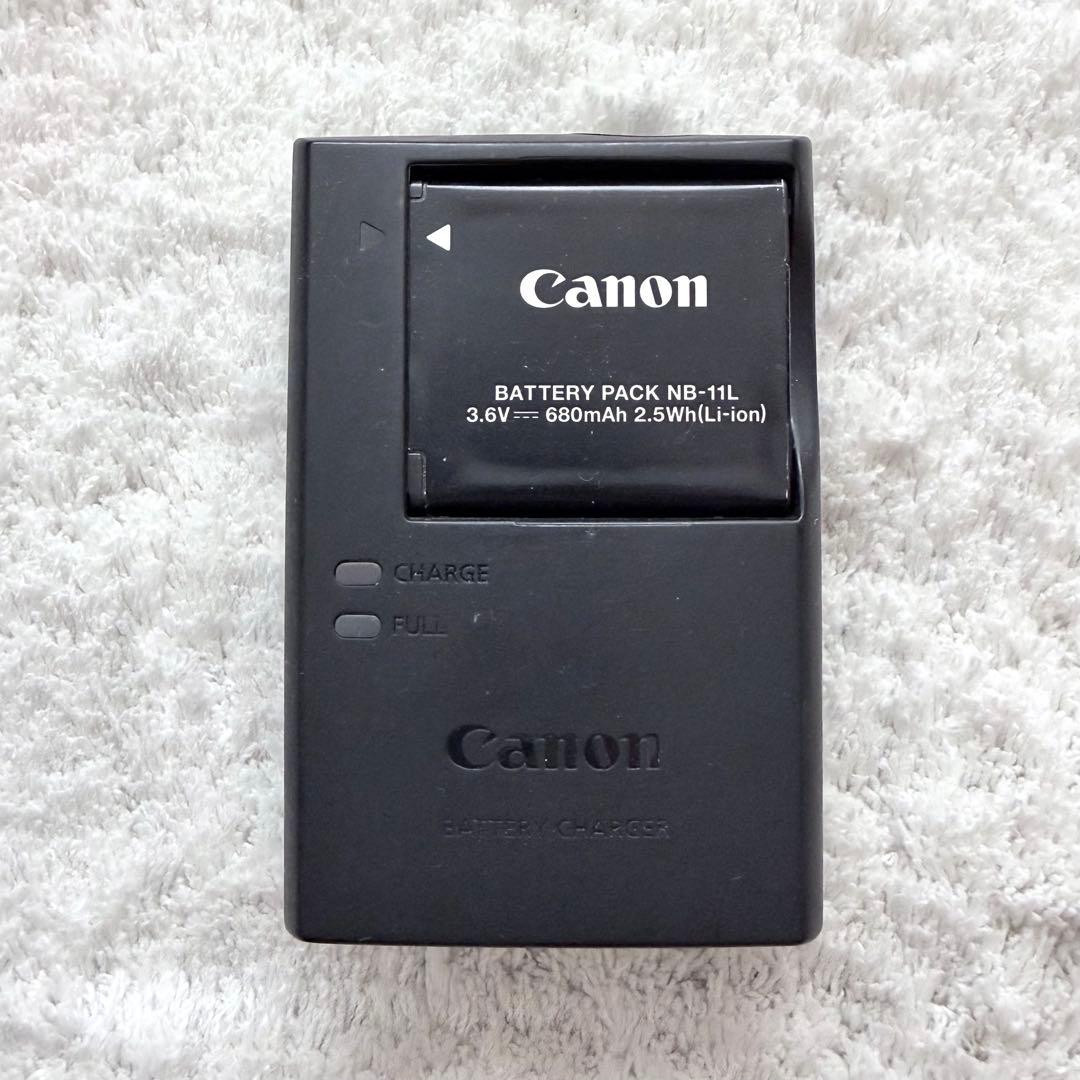 Canon
BATTERY PACK NB-11L
3.6V⎓680mAh 2.5Wh(Li-ion)
CHARGE
FULL
Canon
BATTERY CHARGER